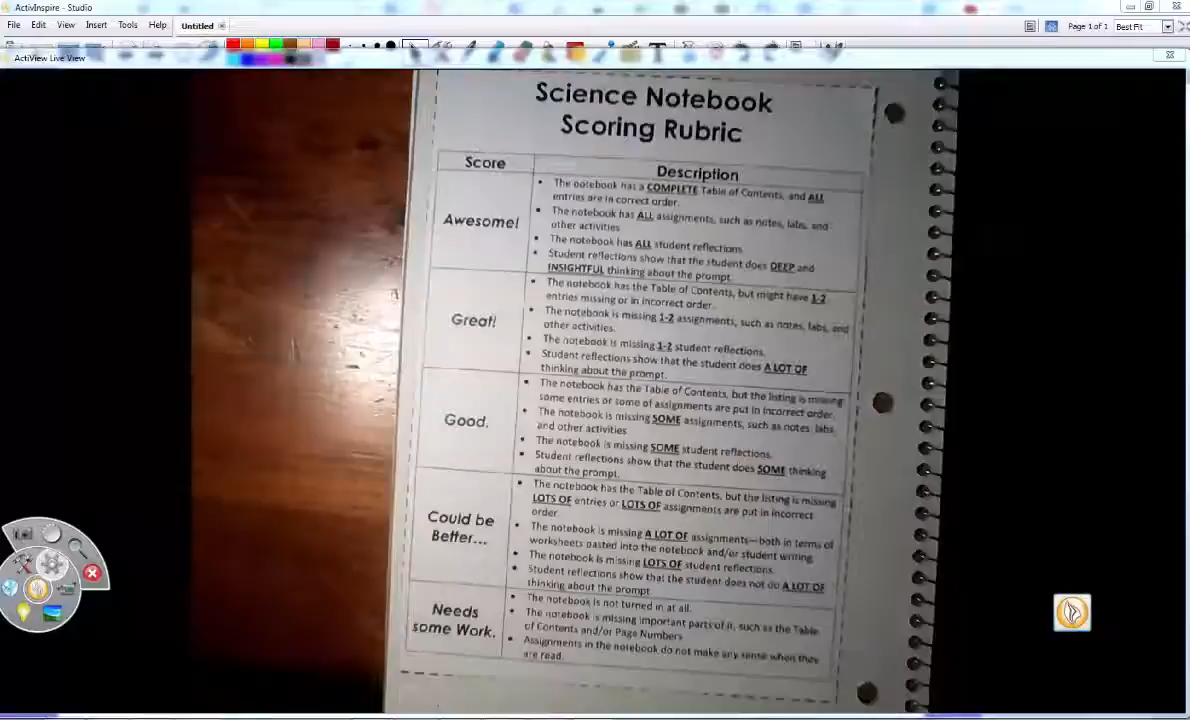 ActivInspire - Studio
File Edit View Insert Tools Help Untitled
Page 1 of 1 Best Fit
ActiView Live View
Science Notebook
Scoring Rubric
Score Description
Awesome!
• The notebook has a COMPLETE Table of Contents, and ALL
entries are in correct order.
• The notebook has ALL assignments, such as notes, labs, and
other activities
• The notebook has ALL student reflections
• Student reflections show that the student does DEEP and
INSIGHTFUL thinking about the prompt.
Great!
• The notebook has the Table of Contents, but might have 1-2
entries missing or in incorrect order.
• The notebook is missing 1-2 assignments, such as notes, labs, and
other activities.
• The notebook is missing 1-2 student reflections.
• Student reflections show that the student does A LOT OF
thinking about the prompt.
Good.
• The notebook has the Table of Contents, but the listing is missing
some entries or some of assignments are put in incorrect order.
• The notebook is missing SOME assignments, such as notes, labs,
and other activities
• The notebook is missing SOME student reflections.
• Student reflections show that the student does SOME thinking
about the prompt.
Could be
Better...
• The notebook has the Table of Contents, but the listing is missing
LOTS OF entries or LOTS OF assignments are put in incorrect
order
• The notebook is missing A LOT OF assignments—both in terms of
worksheets pasted into the notebook and/or student writing.
• The notebook is missing LOTS OF student reflections.
• Student reflections show that the student does not do A LOT OF
thinking about the prompt
Needs
some Work.
• The notebook is not turned in at all.
• The notebook is missing important parts of it, such as the Table
of Contents and/or Page Numbers
• Assignments in the notebook do not make any sense when they
are read.